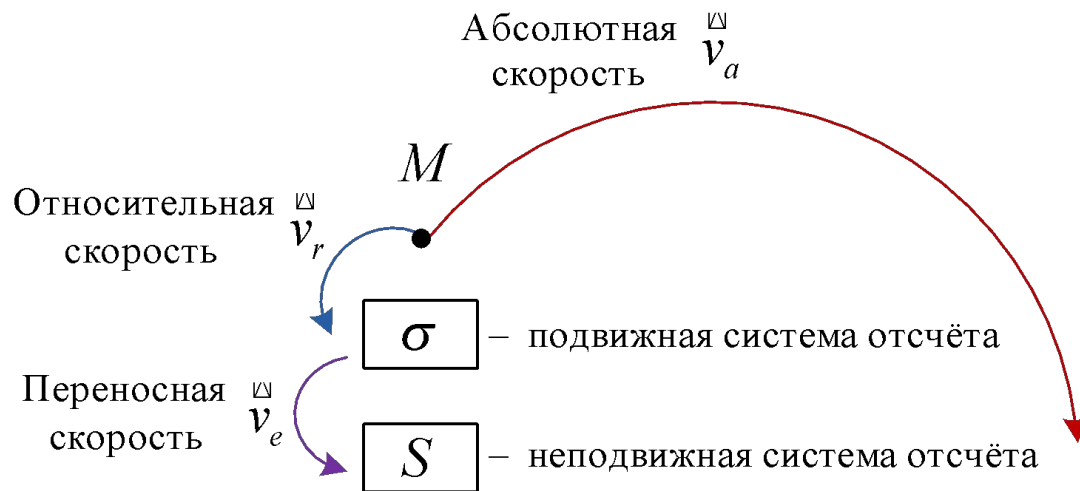 Абсолютная
скорость v_a
M
Относительная
скорость v_r
σ – подвижная система отсчёта
Переносная
скорость v_e
S – неподвижная система отсчёта